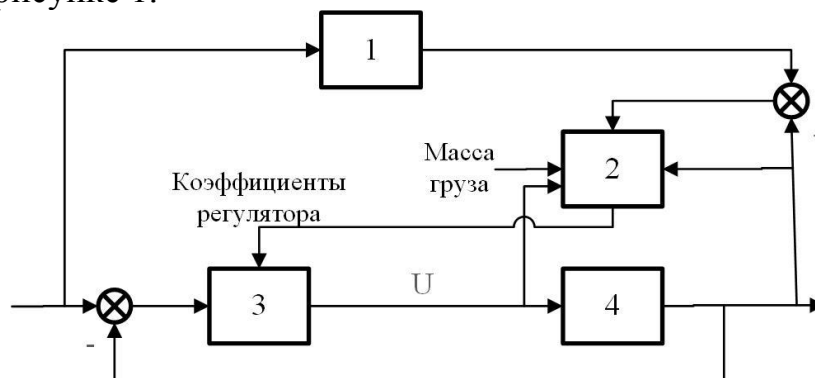 рисунке 1.
1
Масса
груза
2
Коэффициенты
регулятора
U
3
4
-